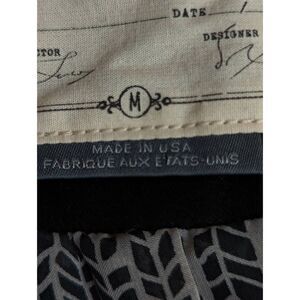 DATE
DESIGNER
CTOR
M
MADE IN USA
FABRIQUE AUX ETATS-UNIS